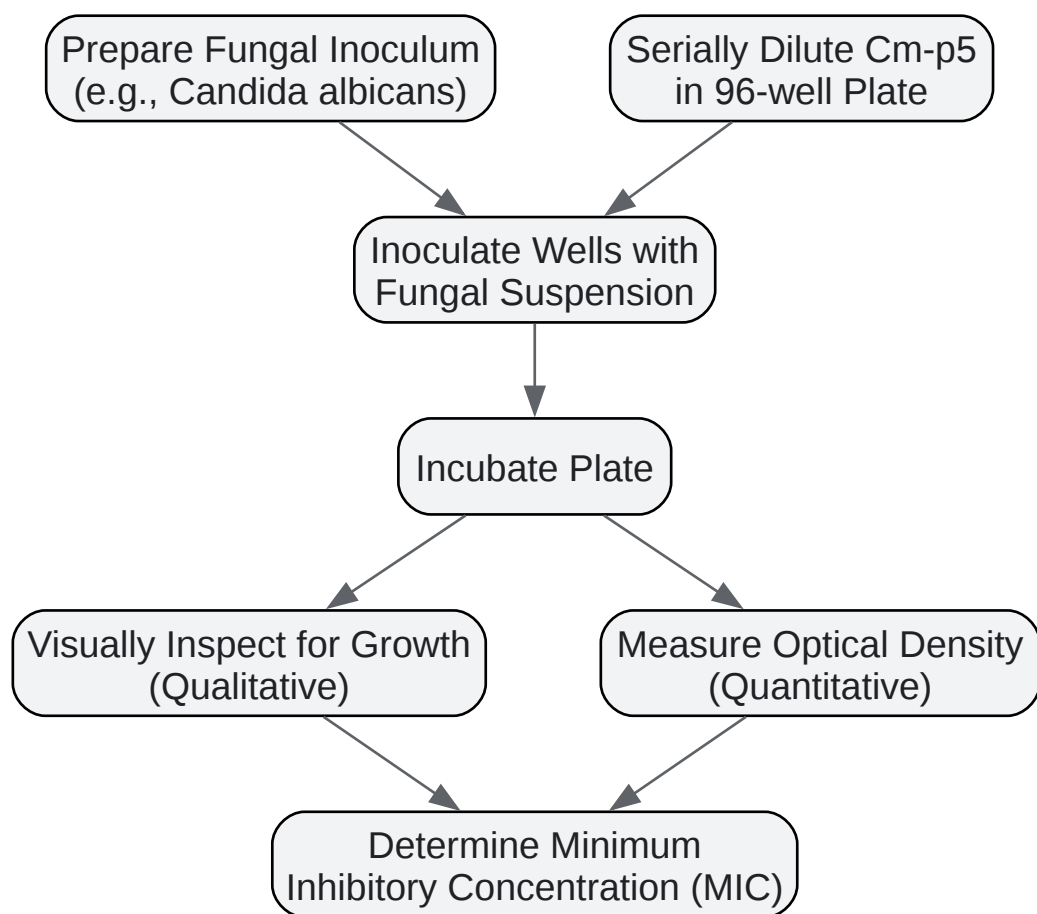 Prepare Fungal Inoculum
(e.g., Candida albicans)
Serially Dilute Cm-p5
in 96-well Plate
Inoculate Wells with
Fungal Suspension
Incubate Plate
Visually Inspect for Growth
(Qualitative)
Measure Optical Density
(Quantitative)
Determine Minimum
Inhibitory Concentration (MIC)